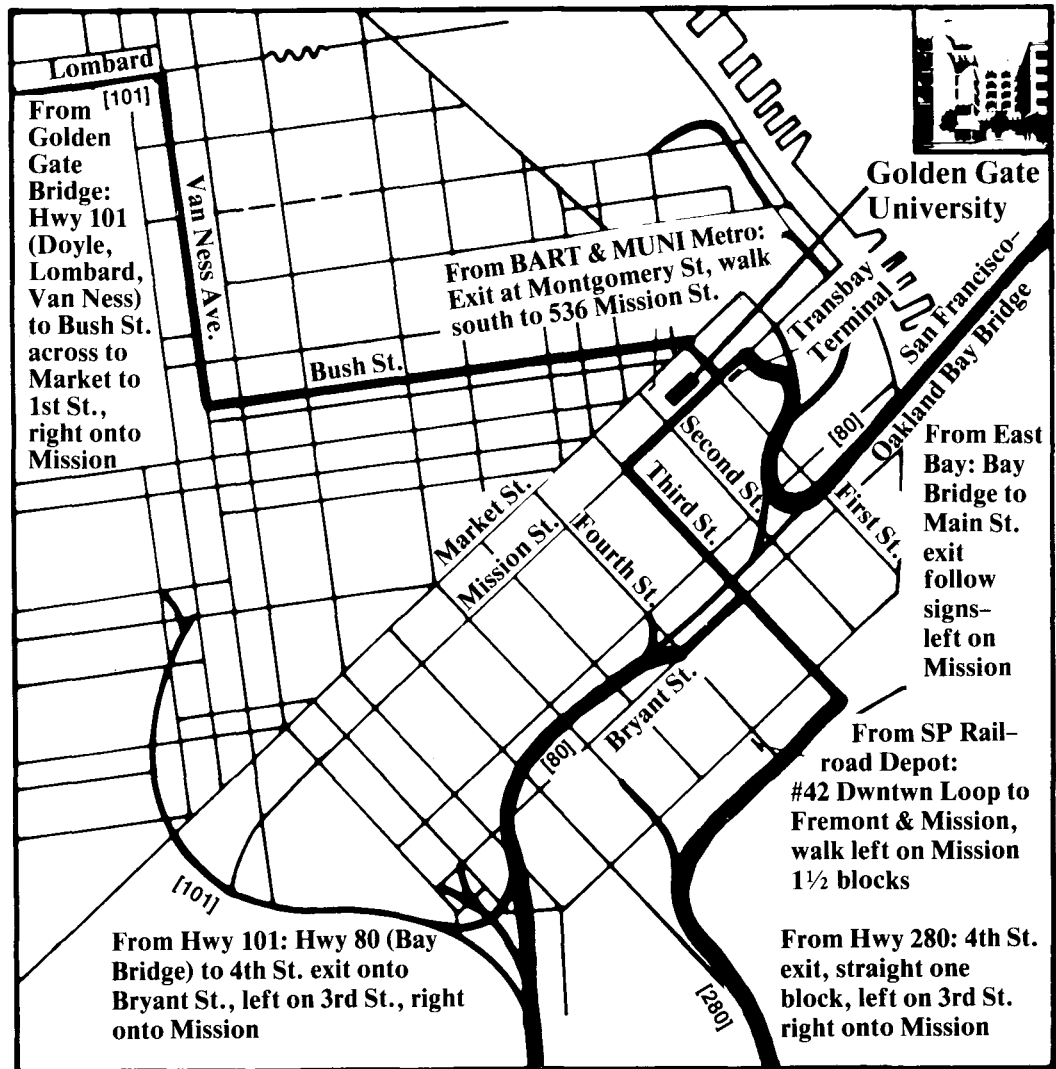 Lombard
[101]
From
Golden
Gate
Bridge:
Hwy 101
(Doyle,
Lombard,
Van Ness)
to Bush St.
across to
Market to
1st St.,
right onto
Mission
Van Ness Ave.
Bush St.
From BART & MUNI Metro:
Exit at Montgomery St, walk
south to 536 Mission St.
Golden Gate
University
Transbay
Terminal
San Francisco–
Oakland Bay Bridge
[80]
From East
Bay: Bay
Bridge to
Main St.
exit
follow
signs–
left on
Mission
Market St.
Mission St.
Fourth St.
Third St.
Second St.
First St.
Bryant St.
[80]
From SP Rail–
road Depot:
#42 Dwntwn Loop to
Fremont & Mission,
walk left on Mission
1½ blocks
[101]
From Hwy 101: Hwy 80 (Bay
Bridge) to 4th St. exit onto
Bryant St., left on 3rd St., right
onto Mission
[280]
From Hwy 280: 4th St.
exit, straight one
block, left on 3rd St.
right onto Mission